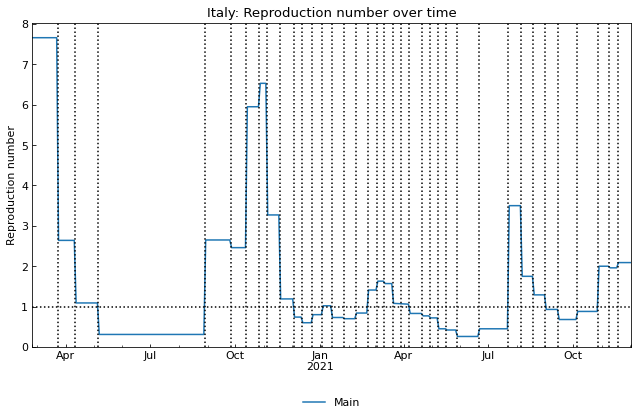 Italy: Reproduction number over time
Reproduction number
8
7
6
5
4
3
2
1
0
Apr
Jul
Oct
Jan
2021
Apr
Jul
Oct
Main